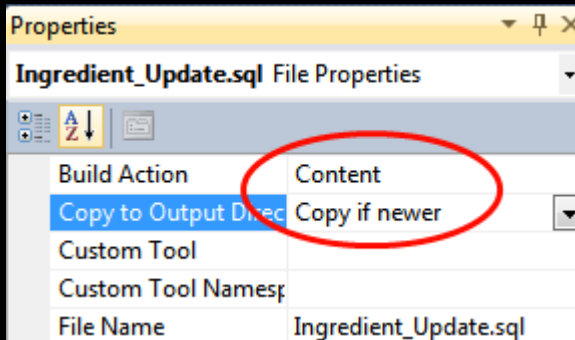 Properties
Ingredient_Update.sql File Properties
A
Z
Build Action Content
Copy to Output Direc Copy if newer
Custom Tool
Custom Tool Namesp
File Name Ingredient_Update.sql